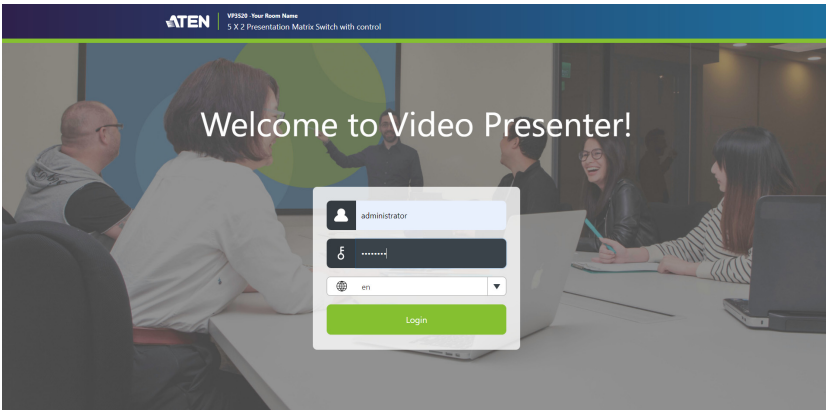 ATEN
VP3520 -Your Room Name
5 X 2 Presentation Matrix Switch with control
Welcome to Video Presenter!
administrator
••••••••
en
Login